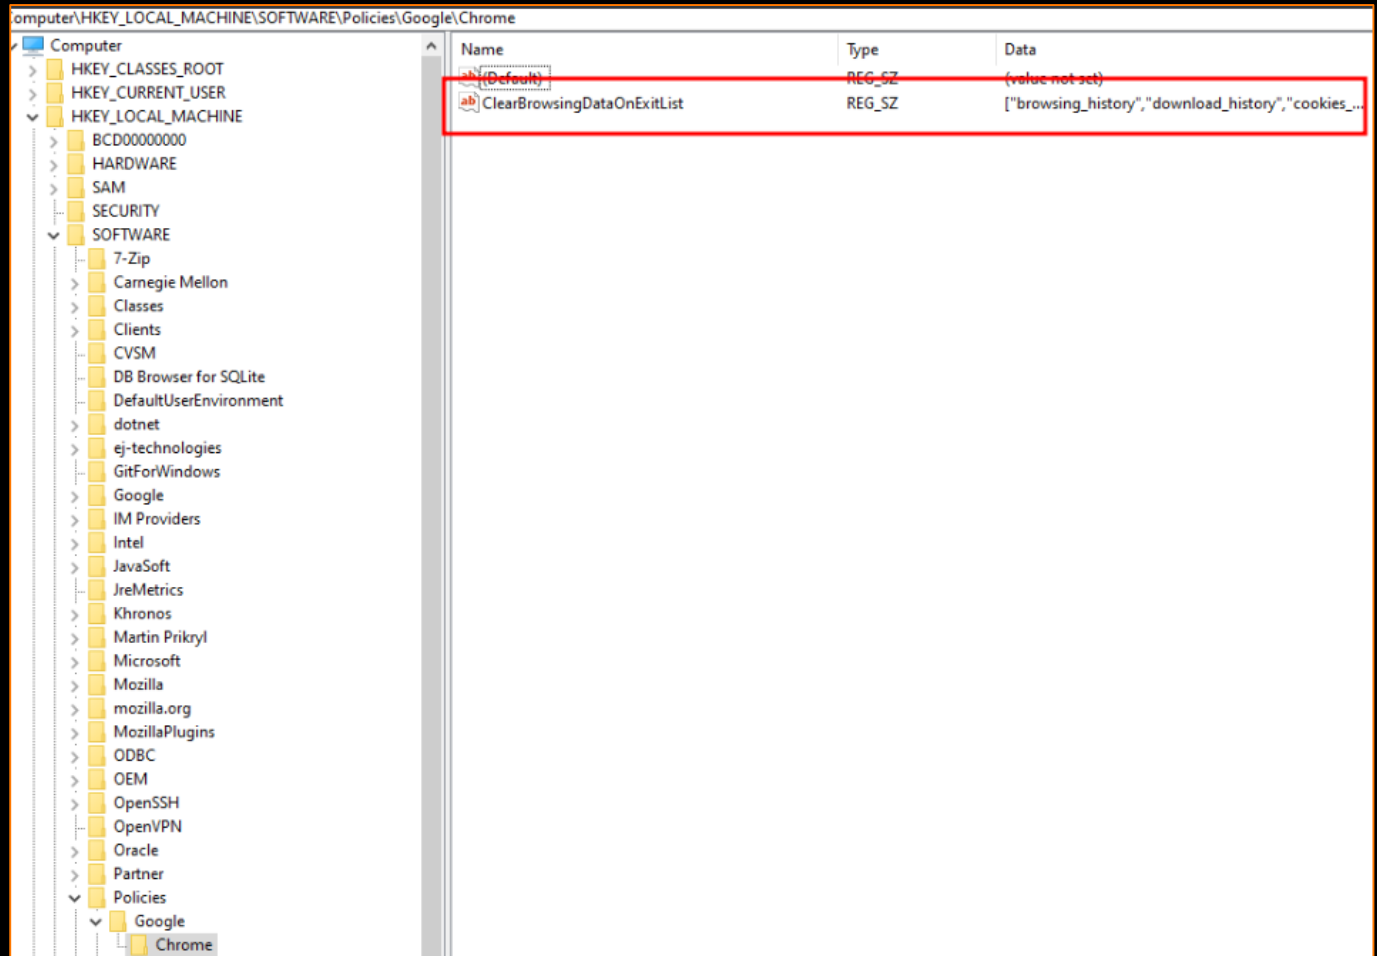 omputer\HKEY_LOCAL_MACHINE\SOFTWARE\Policies\Google\Chrome
Computer
HKEY_CLASSES_ROOT
HKEY_CURRENT_USER
HKEY_LOCAL_MACHINE
BCD00000000
HARDWARE
SAM
SECURITY
SOFTWARE
7-Zip
Carnegie Mellon
Classes
Clients
CVSM
DB Browser for SQLite
DefaultUserEnvironment
dotnet
ej-technologies
GitForWindows
Google
IM Providers
Intel
JavaSoft
JreMetrics
Khronos
Martin Prikryl
Microsoft
Mozilla
mozilla.org
MozillaPlugins
ODBC
OEM
OpenSSH
OpenVPN
Oracle
Partner
Policies
Google
Chrome
Name Type Data
ab (Default) REG_SZ (value not set)
ab ClearBrowsingDataOnExitList REG_SZ ["browsing_history","download_history","cookies_...